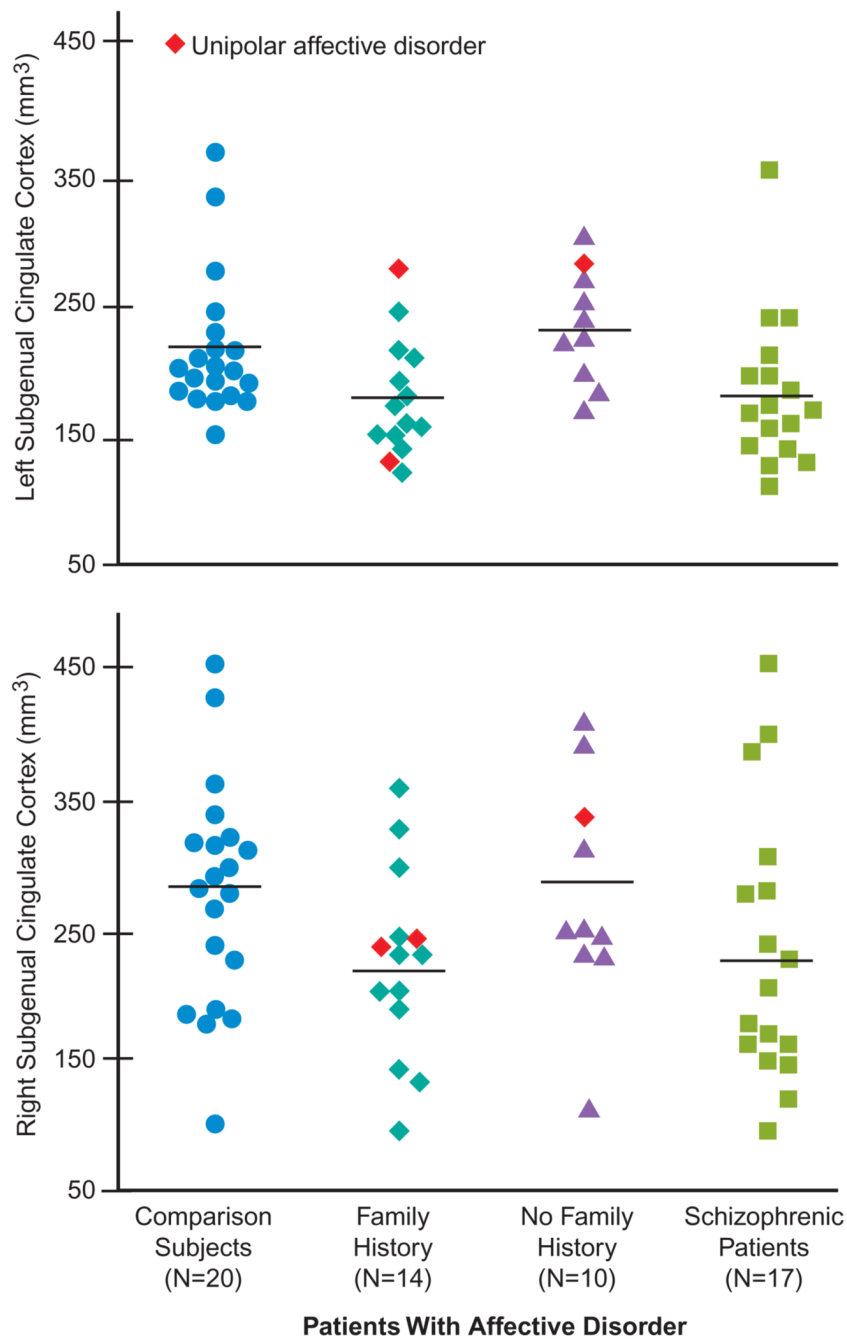 450
Unipolar affective disorder
350
250
150
50
Left Subgenual Cingulate Cortex (mm3)
450
350
250
150
50
Right Subgenual Cingulate Cortex (mm3)
Comparison
Subjects
(N=20)
Family
History
(N=14)
No Family
History
(N=10)
Schizophrenic
Patients
(N=17)
Patients With Affective Disorder